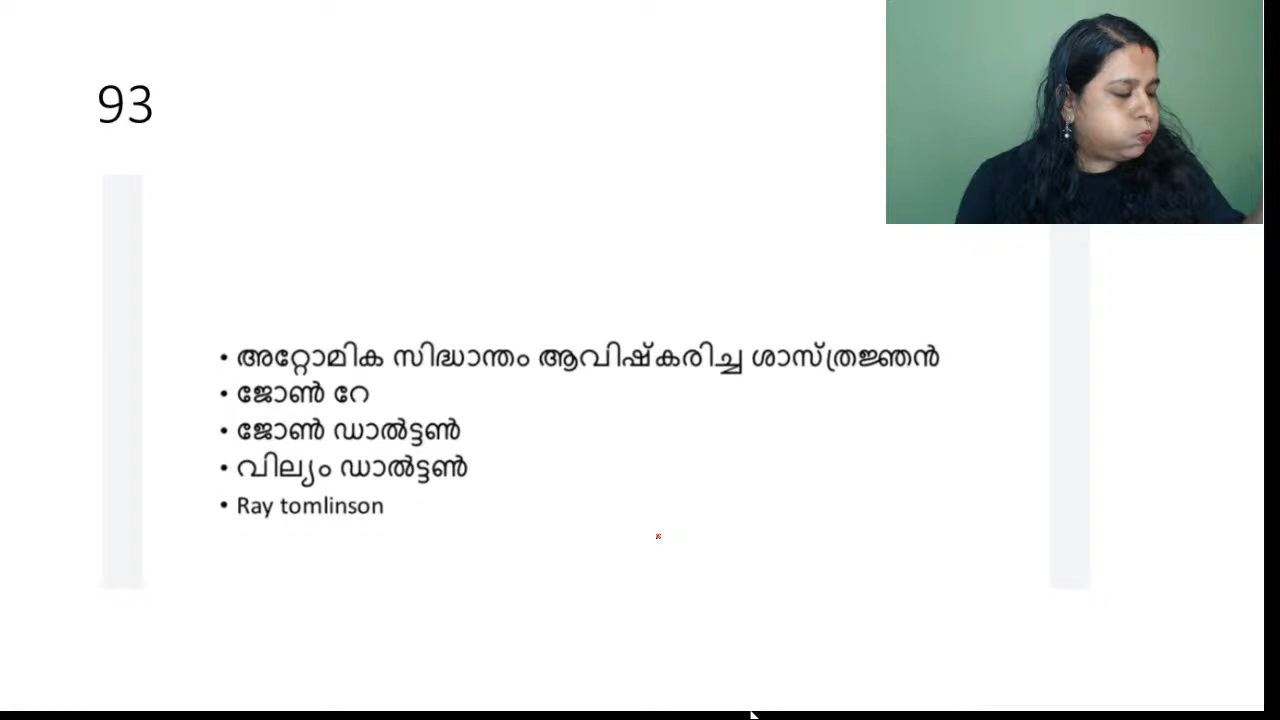 93
• അറ്റോമിക സിദ്ധാന്തം ആവിഷ്കരിച്ച ശാസ്ത്രജ്ഞൻ
• ജോൺ റേ
• ജോൺ ഡാൽട്ടൺ
• വില്യം ഡാൽട്ടൺ
• Ray tomlinson